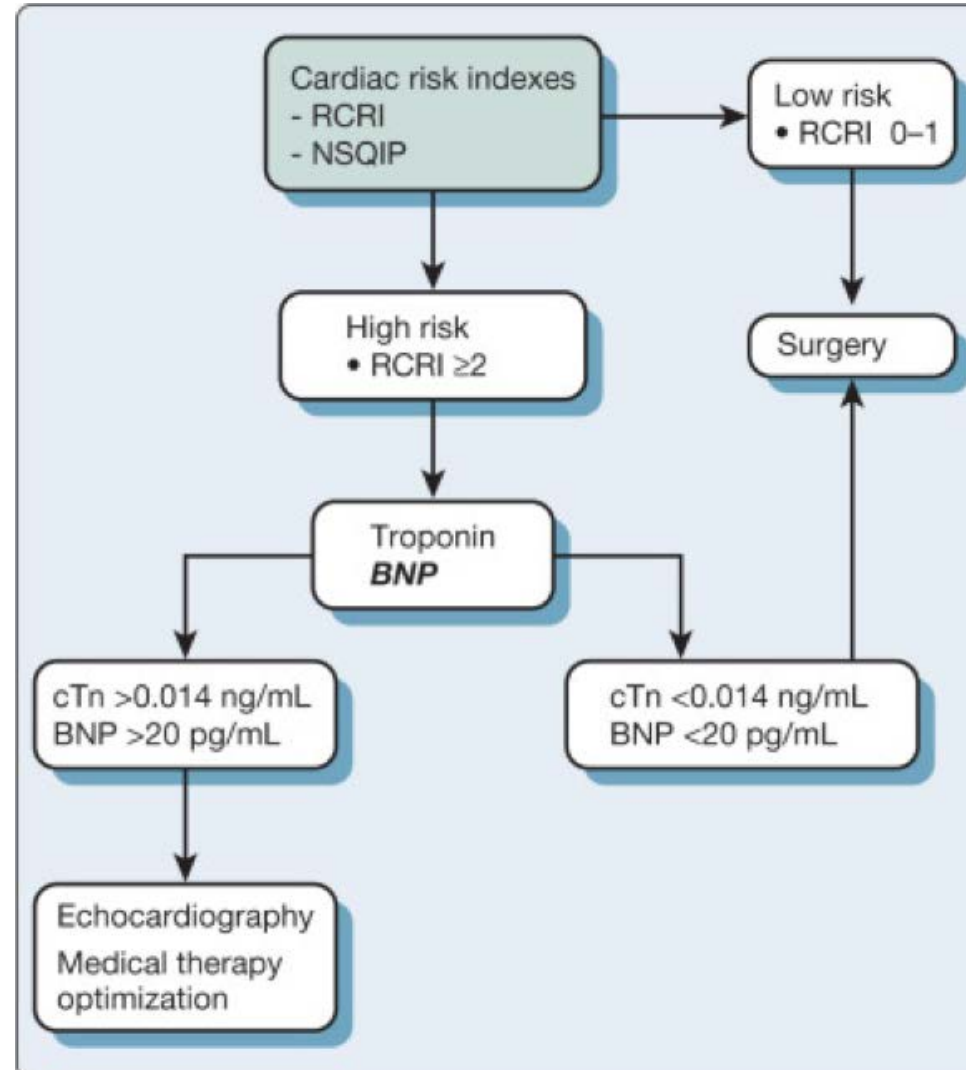 Cardiac risk indexes
- RCRI
- NSQIP
Low risk
• RCRI 0–1
High risk
• RCRI ≥2
Surgery
Troponin
BNP
cTn >0.014 ng/mL
BNP >20 pg/mL
cTn <0.014 ng/mL
BNP <20 pg/mL
Echocardiography
Medical therapy
optimization